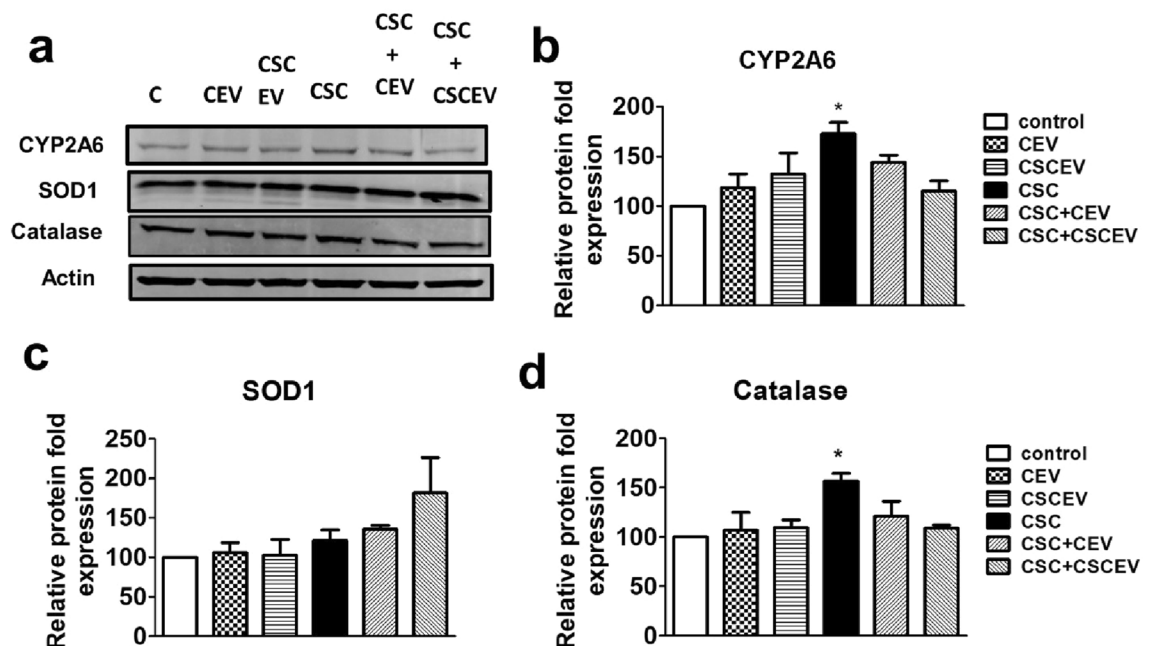 a
C
CEV
CSC
EV
CSC
CSC
+
CEV
CSC
+
CSCEV
CYP2A6
SOD1
Catalase
Actin
b
CYP2A6
Relative protein fold
expression
200
150
100
50
0
*
control
CEV
CSCEV
CSC
CSC+CEV
CSC+CSCEV
c
SOD1
Relative protein fold
expression
250
200
150
100
50
0
d
Catalase
Relative protein fold
expression
200
150
100
50
0
*
control
CEV
CSCEV
CSC
CSC+CEV
CSC+CSCEV